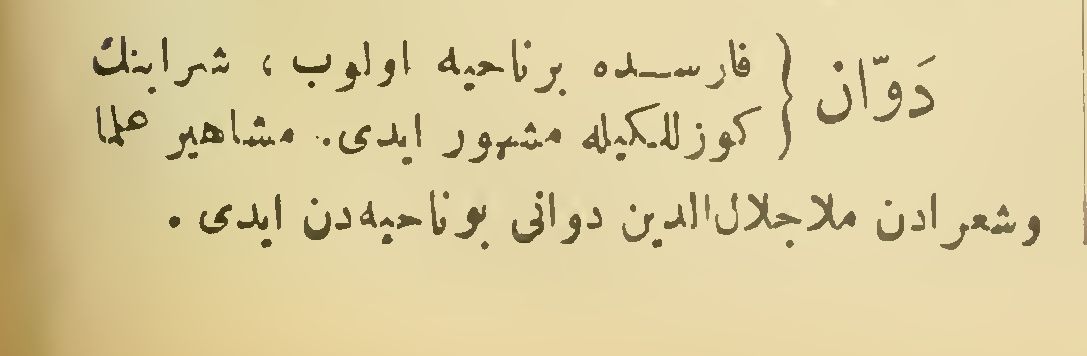 دَوّان { فارسده بر ناحیه اولوب ، شرابنك
كوزللكیله مشهور ایدی. مشاهیر علما
وشعرادن ملا جلال‌الدین دوانی بو ناحیه‌دن ایدی .